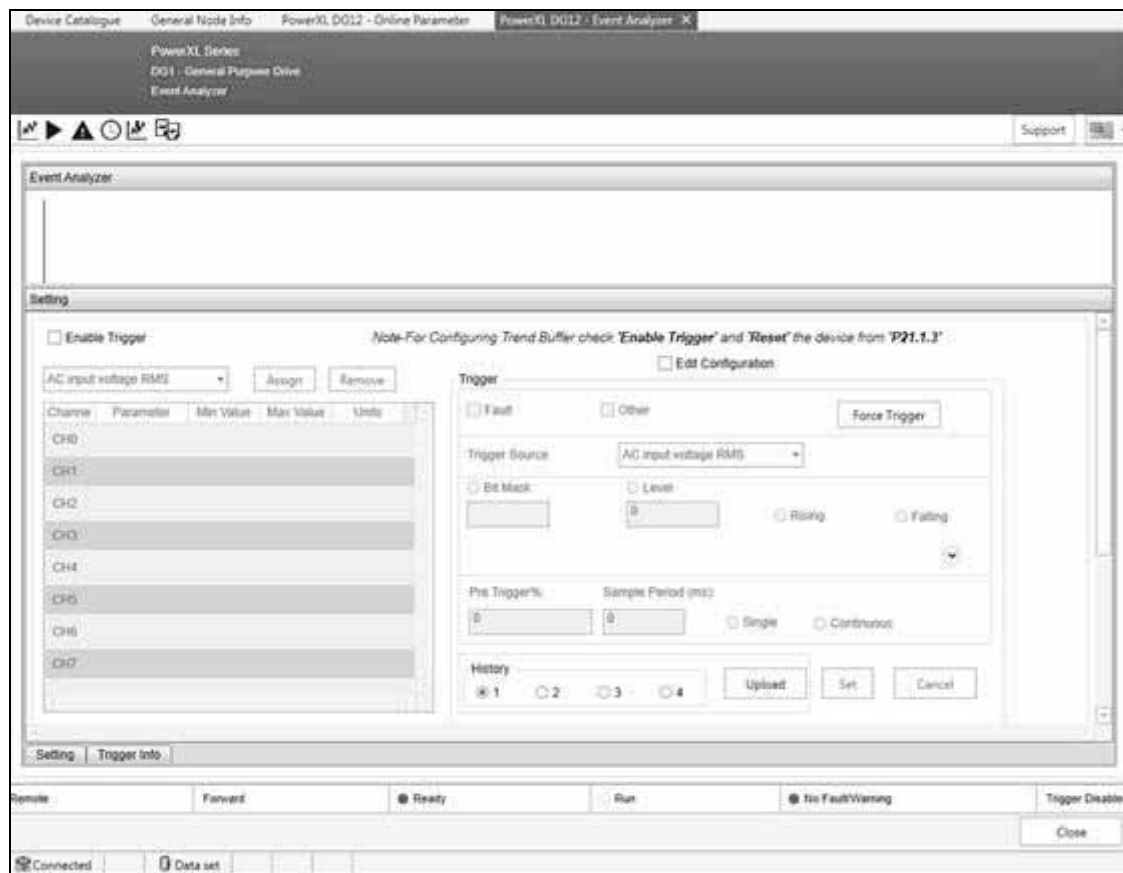 Device Catalogue General Node Info PowerXL DG12 - Online Parameter PowerXL DG12 - Event Analyzer X
PowerXL Series
DG1 - General Purpose Drive
Event Analyzer
Support
Event Analyzer
Setting
Enable Trigger
Note-For Configuring Trend Buffer check 'Enable Trigger' and 'Reset' the device from 'P21.1.3'
Edit Configuration
AC input voltage RMS Assign Remove
Trigger
Channe Parameter Min Value Max Value Units
Fault Other Force Trigger
CH0
Trigger Source AC input voltage RMS
CH1
Bit Mask Level
CH2
0
Rising Falling
CH3
CH4
CH5
Pre Trigger% Sample Period (ms)
0 0
Single Continuous
CH6
CH7
History
1 2 3 4
Upload Set Cancel
Setting Trigger Info
Remote Forward Ready Run No Fault/Warning Trigger Disable
Close
Connected Data set